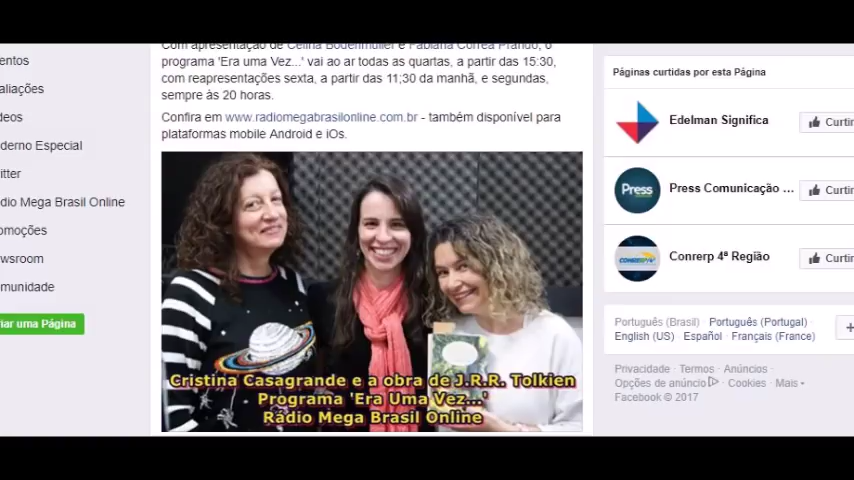 Com apresentação de Celina Bodenmüller e Fabiana Corrêa Prando, o
programa 'Era uma Vez...' vai ao ar todas as quartas, a partir das 15:30,
com reapresentações sexta, a partir das 11;30 da manhã, e segundas,
sempre às 20 horas.
Confira em www.radiomegabrasilonline.com.br - também disponível para
plataformas mobile Android e iOs.
entos
aliações
deos
derno Especial
itter
dio Mega Brasil Online
omoções
wsroom
munidade
iar uma Página
Cristina Casagrande e a obra de J.R.R. Tolkien
Programa 'Era Uma Vez...'
Rádio Mega Brasil Online
Páginas curtidas por esta Página
Edelman Significa
Curtir
Press
Press Comunicação ...
Curtir
CONRERP/4
Conrerp 4ª Região
Curtir
Português (Brasil) · Português (Portugal) ·
English (US) · Español · Français (France)
+
Privacidade · Termos · Anúncios ·
Opções de anúncio · Cookies · Mais
Facebook © 2017